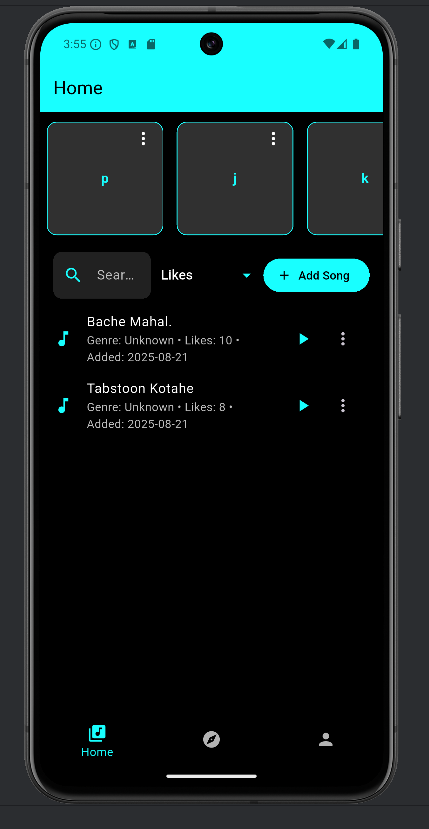 3:55
Home
p
j
k
Sear...
Likes
+ Add Song
Bache Mahal.
Genre: Unknown • Likes: 10 •
Added: 2025-08-21
Tabstoon Kotahe
Genre: Unknown • Likes: 8 •
Added: 2025-08-21
Home